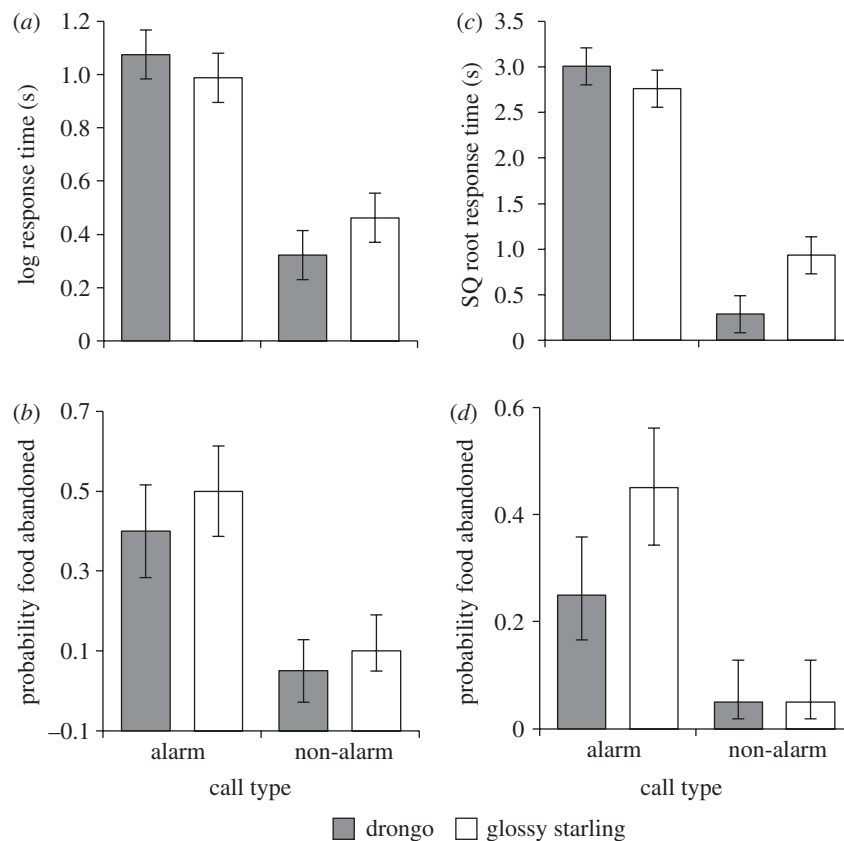 (a)
log response time (s)
1.2
1.0
0.8
0.6
0.4
0.2
0
(c)
SQ root response time (s)
3.5
3.0
2.5
2.0
1.5
1.0
0.5
0
(b)
probability food abandoned
0.7
0.5
0.3
0.1
–0.1
alarm
non-alarm
call type
(d)
probability food abandoned
0.6
0.4
0.2
0
alarm
non-alarm
call type
drongo
glossy starling